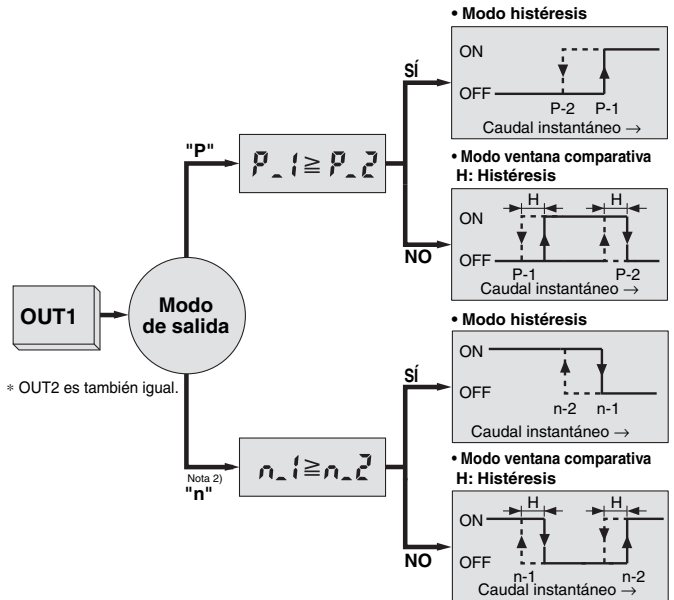 • Modo histéresis
ON
OFF
P-2 P-1
Caudal instantáneo →
SÍ
"P"
P_1 ≧ P_2
• Modo ventana comparativa
H: Histéresis
H H
ON
OFF
P-1 P-2
Caudal instantáneo →
NO
OUT1
Modo
de salida
* OUT2 es también igual.
• Modo histéresis
ON
OFF
n-2 n-1
Caudal instantáneo →
SÍ
n_1 ≧ n_2
Nota 2)
"n"
• Modo ventana comparativa
H: Histéresis
H H
ON
OFF
n-1 n-2
Caudal instantáneo →
NO